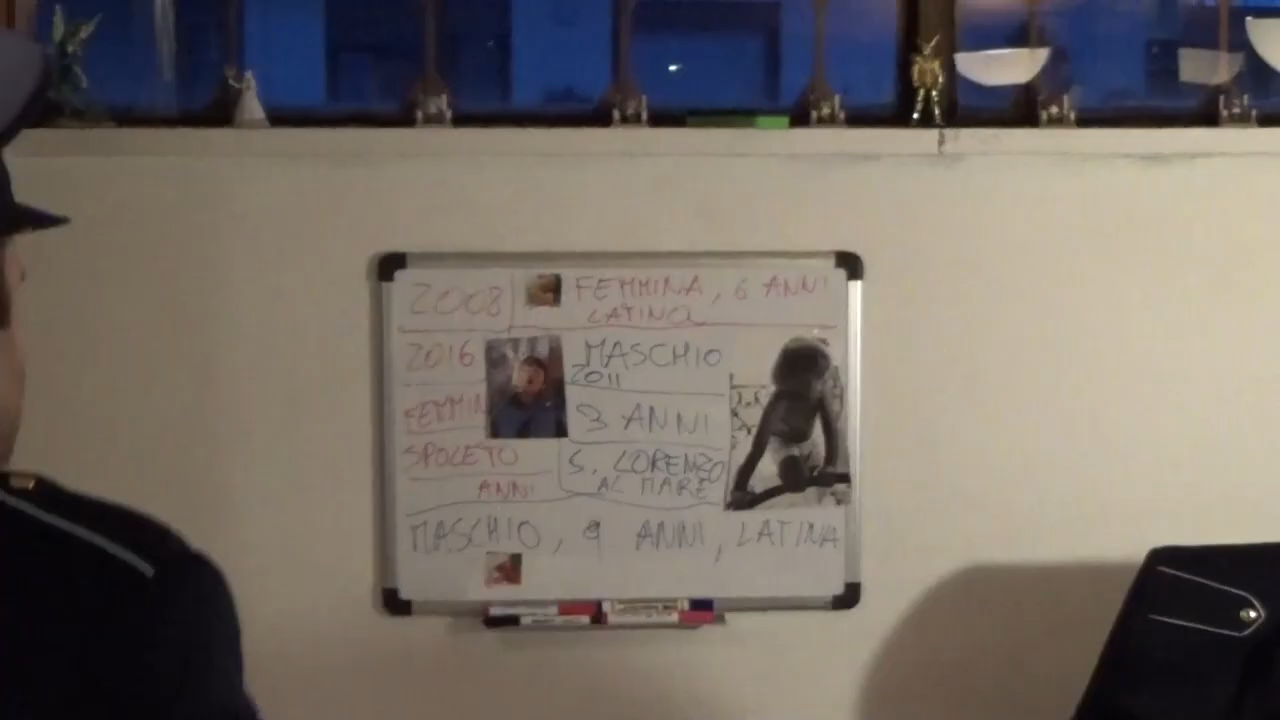 2008
FEMMINA, 6 ANNI
LATINA
2016
FEMMIN
SPOLETO
ANNI
MASCHIO
2011
3 ANNI
S. LORENZO
AL MARE
MASCHIO, 9 ANNI, LATINA